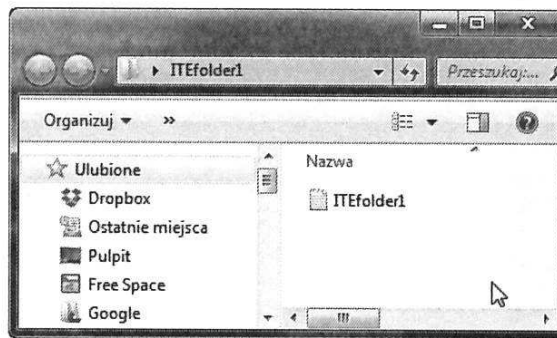 ITEfolder1
Przeszukaj:...
Organizuj
»
Ulubione
Dropbox
Ostatnie miejsca
Pulpit
Free Space
Google
Nazwa
ITEfolder1